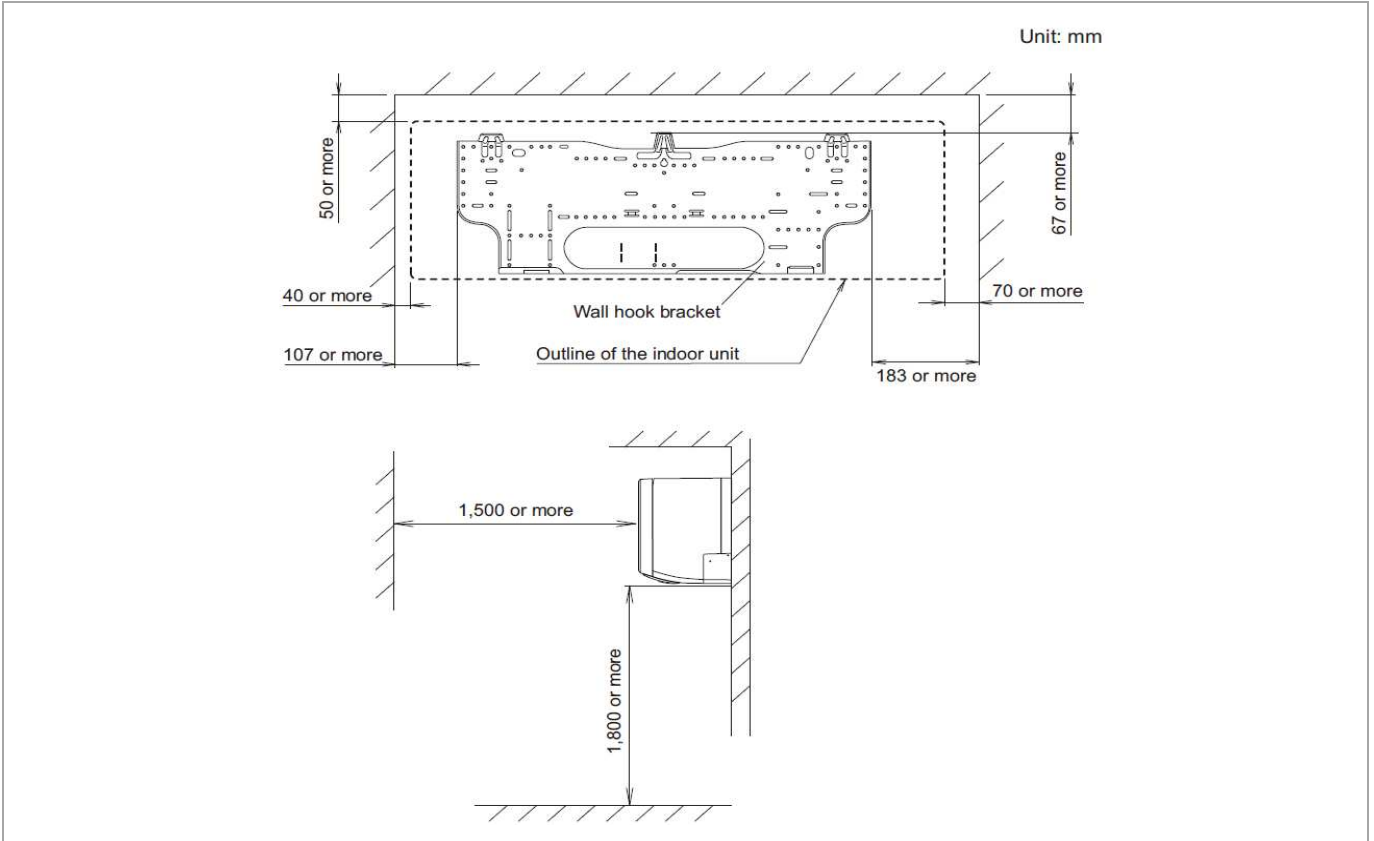 Unit: mm
50 or more
67 or more
40 or more
70 or more
Wall hook bracket
107 or more
Outline of the indoor unit
183 or more
1,500 or more
1,800 or more